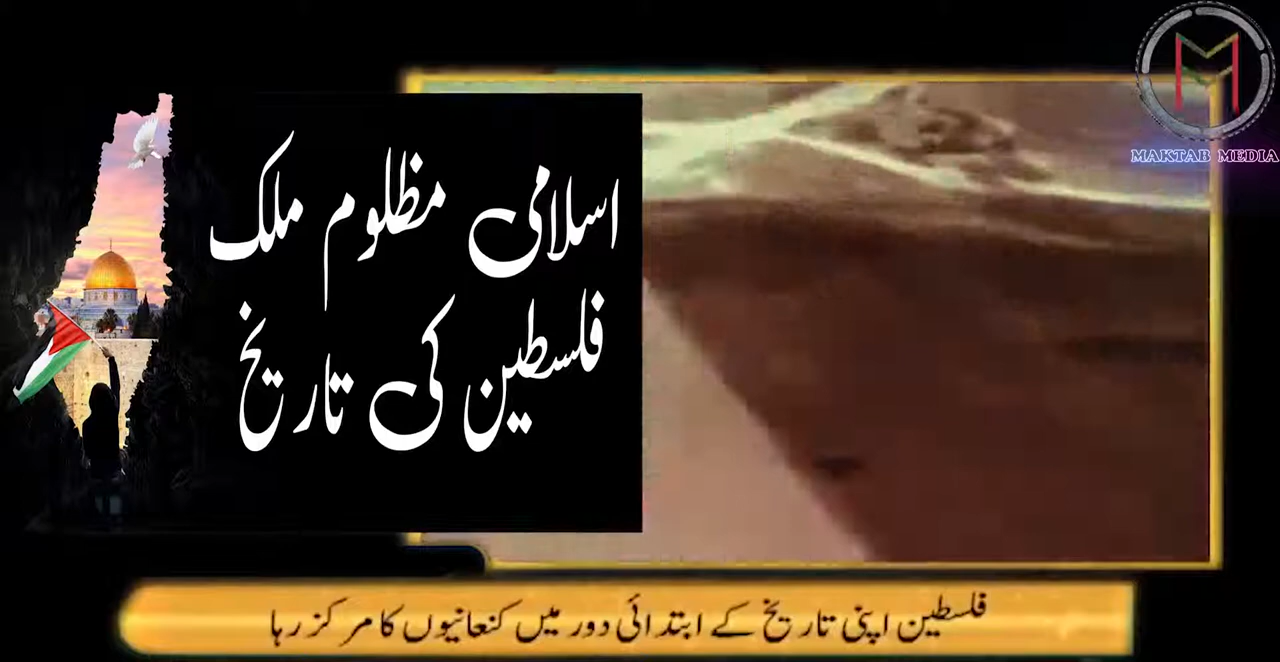 MAKTAB MEDIA
اسلامی مظلوم ملک
فلسطین کی تاریخ
فلسطین اپنی تاریخ کے ابتدائی دور میں کنعانیوں کا مرکز رہا